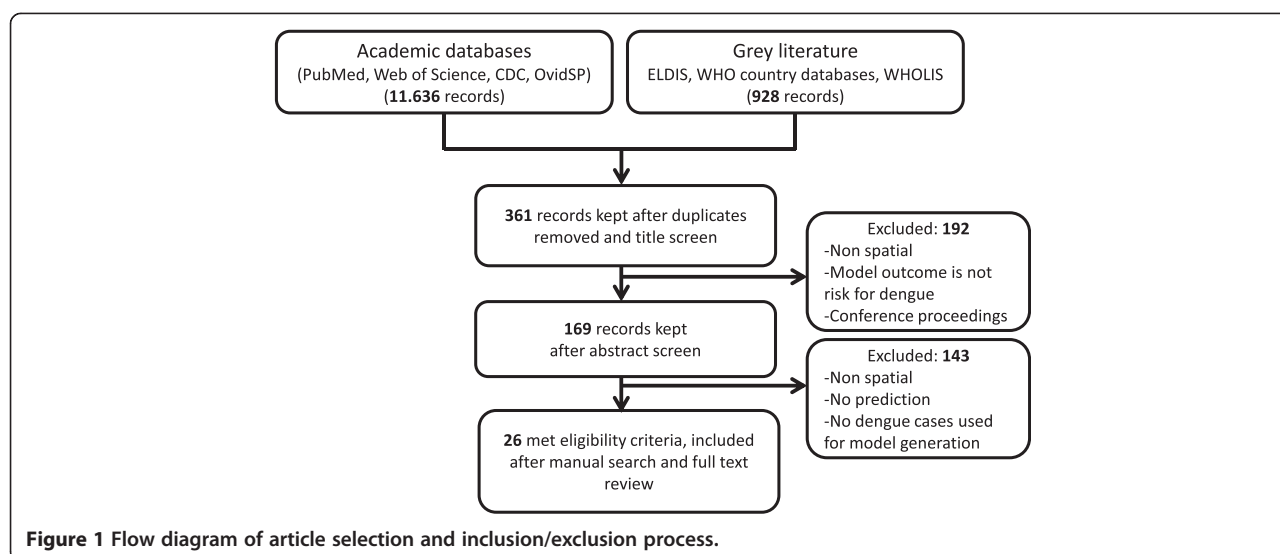 Academic databases
(PubMed, Web of Science, CDC, OvidSP)
(11.636 records)
Grey literature
ELDIS, WHO country databases, WHOLIS
(928 records)
361 records kept after duplicates
removed and title screen
Excluded: 192
-Non spatial
-Model outcome is not
risk for dengue
-Conference proceedings
169 records kept
after abstract screen
Excluded: 143
-Non spatial
-No prediction
-No dengue cases used
for model generation
26 met eligibility criteria, included
after manual search and full text
review
Figure 1 Flow diagram of article selection and inclusion/exclusion process.